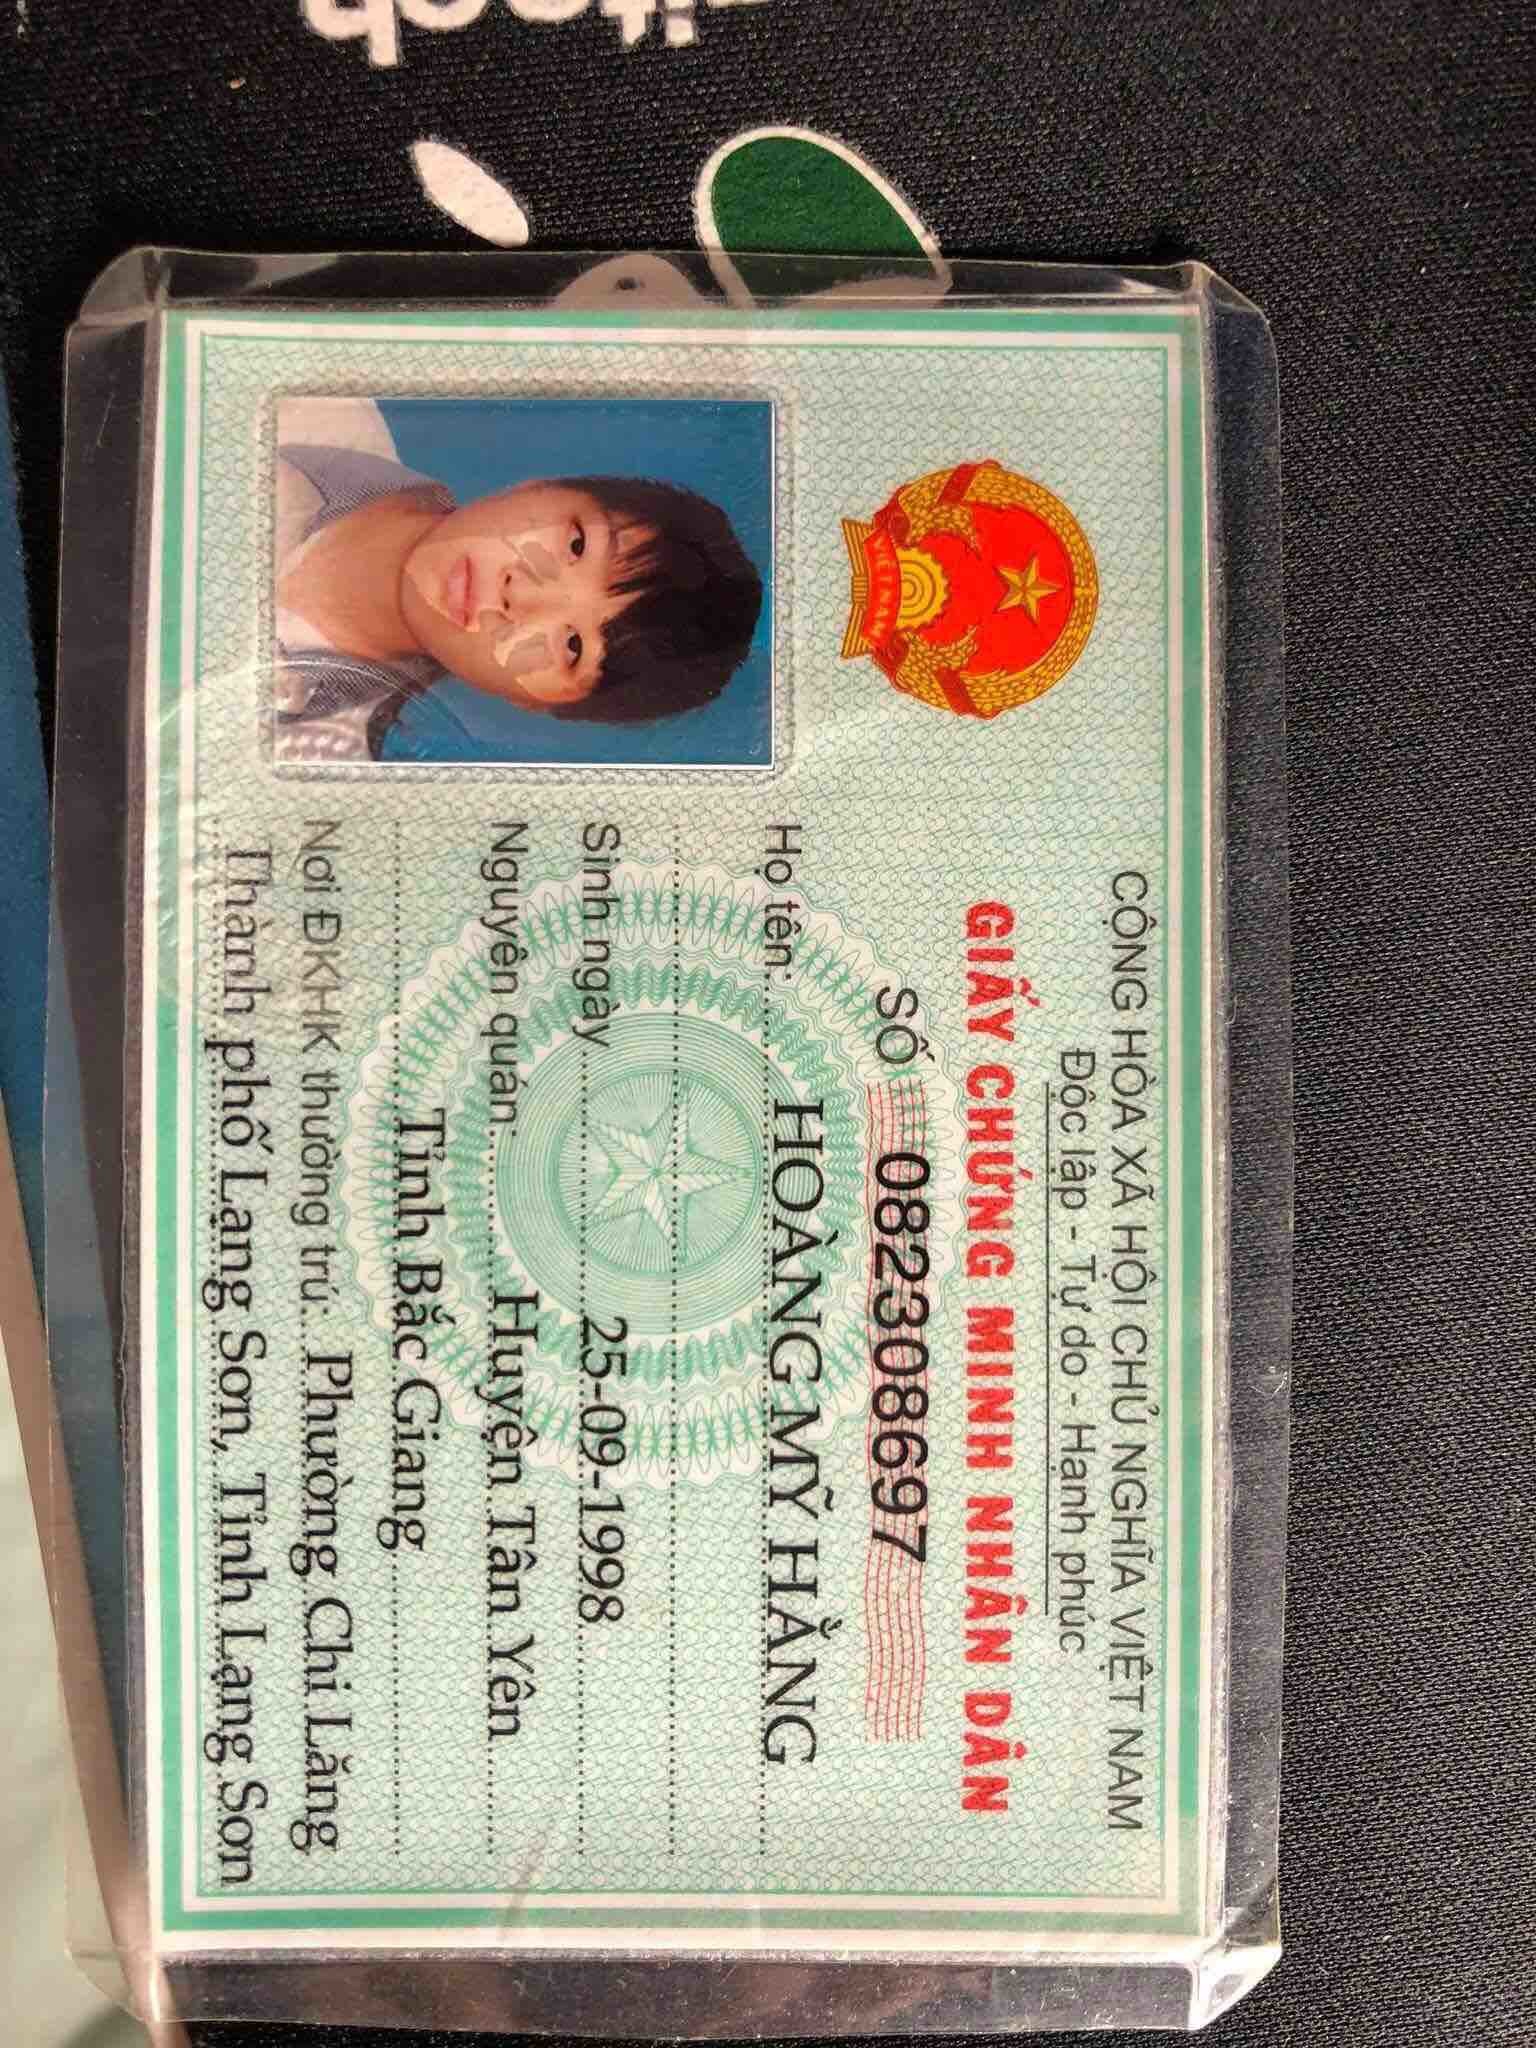 CỘNG HÒA XÃ HỘI CHỦ NGHĨA VIỆT NAM
Độc lập - Tự do - Hạnh phúc
GIẤY CHỨNG MINH NHÂN DÂN
SỐ 082308697
Họ tên: HOÀNG MỸ HẰNG
Sinh ngày 25-09-1998
Nguyên quán: Huyện Tân Yên
Tỉnh Bắc Giang
Nơi ĐKHK thường trú: Phường Chi Lăng
Thành phố Lạng Sơn, Tỉnh Lạng Sơn
VIỆT NAM